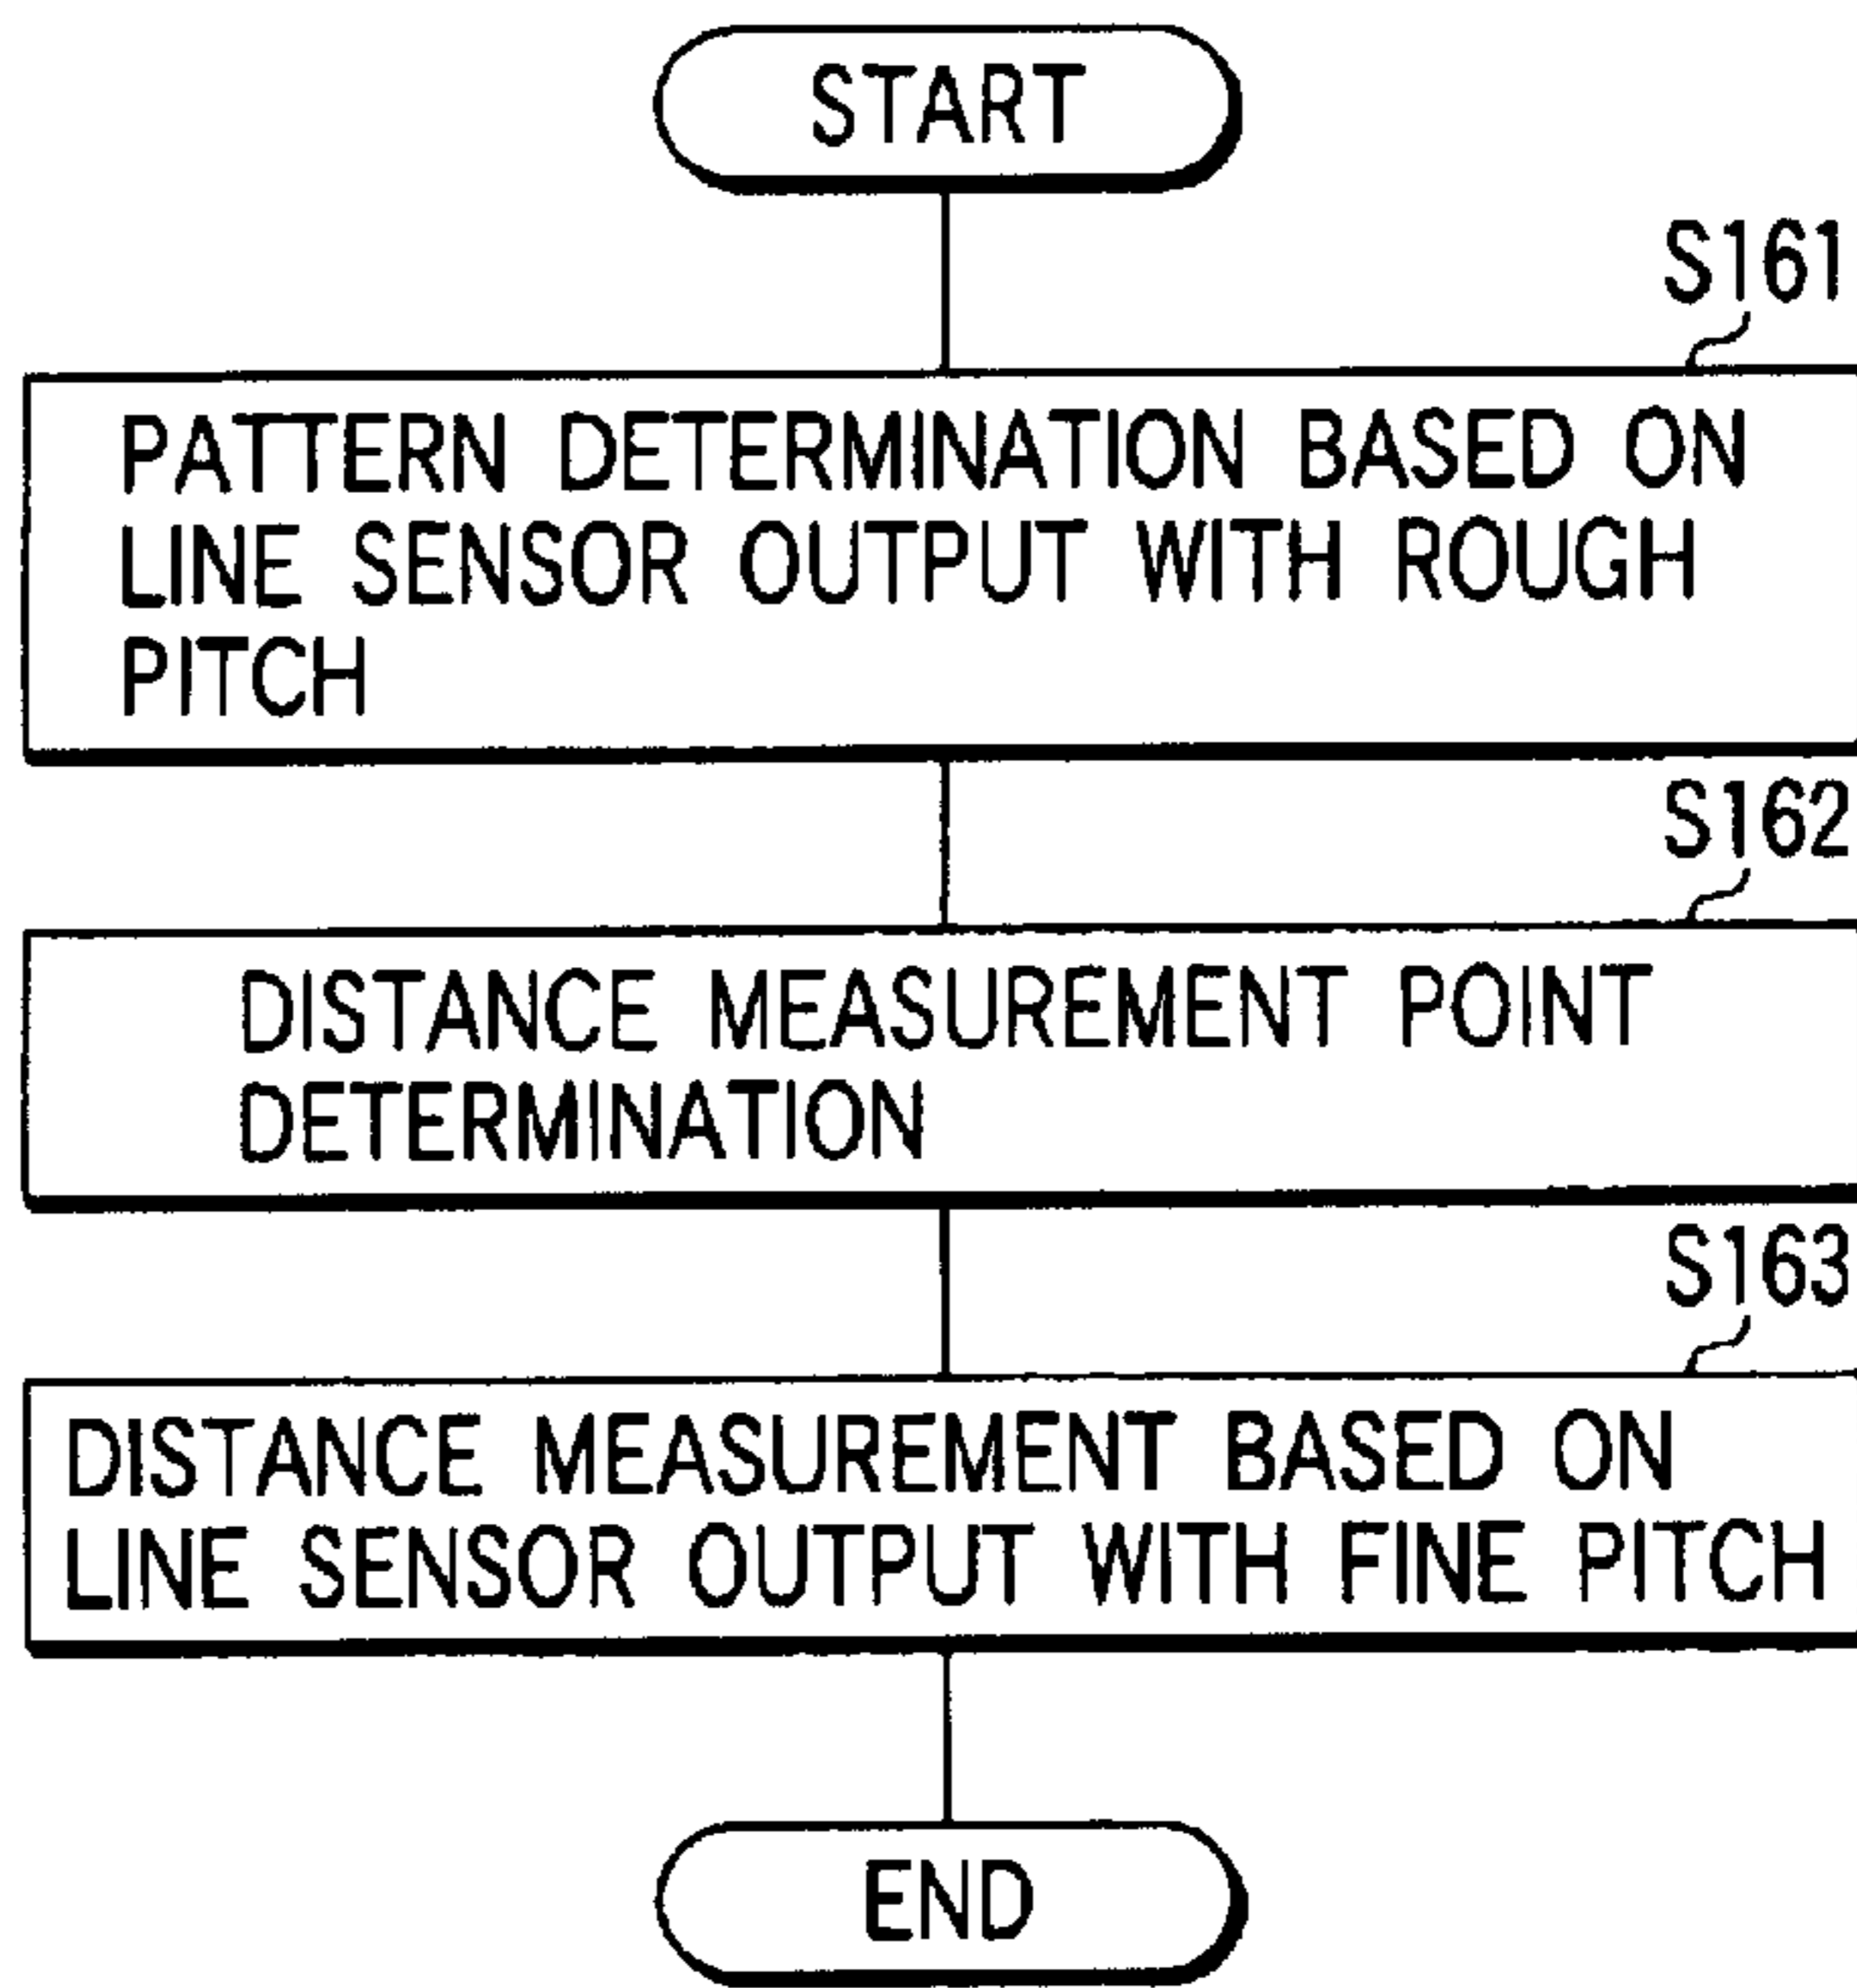 START
S161
PATTERN DETERMINATION BASED ON
LINE SENSOR OUTPUT WITH ROUGH
PITCH
S162
DISTANCE MEASUREMENT POINT
DETERMINATION
S163
DISTANCE MEASUREMENT BASED ON
LINE SENSOR OUTPUT WITH FINE PITCH
END